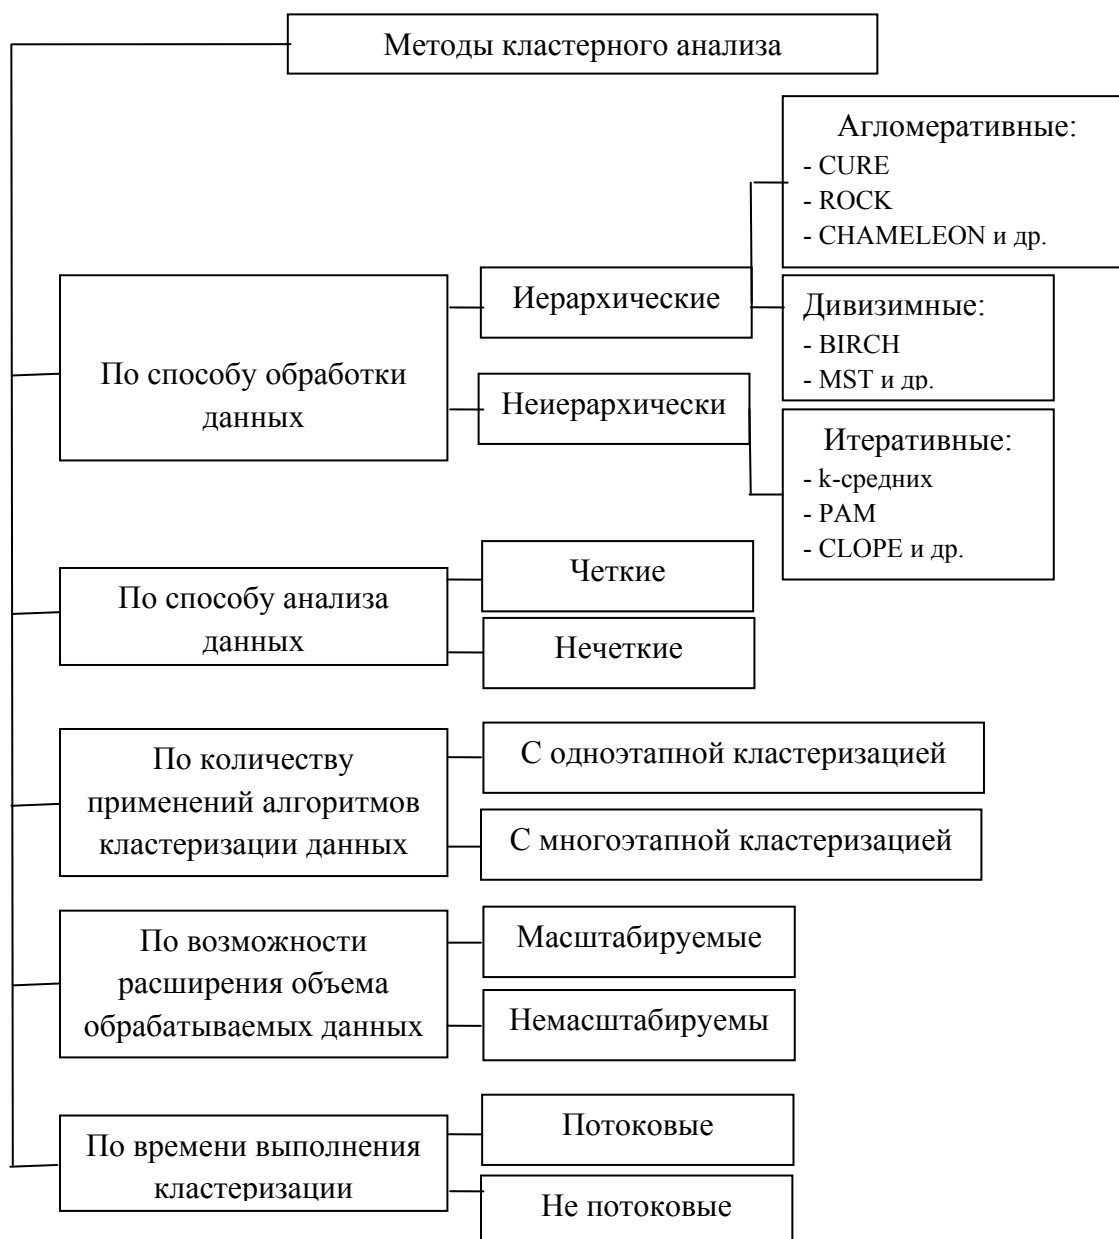 Методы кластерного анализа
Агломеративные:
- CURE
- ROCK
- CHAMELEON и др.
По способу обработки
данных
Иерархические
Дивизимные:
- BIRCH
- MST и др.
Неиерархически
Итеративные:
- k-средних
- PAM
- CLOPE и др.
По способу анализа
данных
Четкие
Нечеткие
По количеству
применений алгоритмов
кластеризации данных
С одноэтапной кластеризацией
С многоэтапной кластеризацией
По возможности
расширения объема
обрабатываемых данных
Масштабируемые
Немасштабируемы
По времени выполнения
кластеризации
Потоковые
Не потоковые